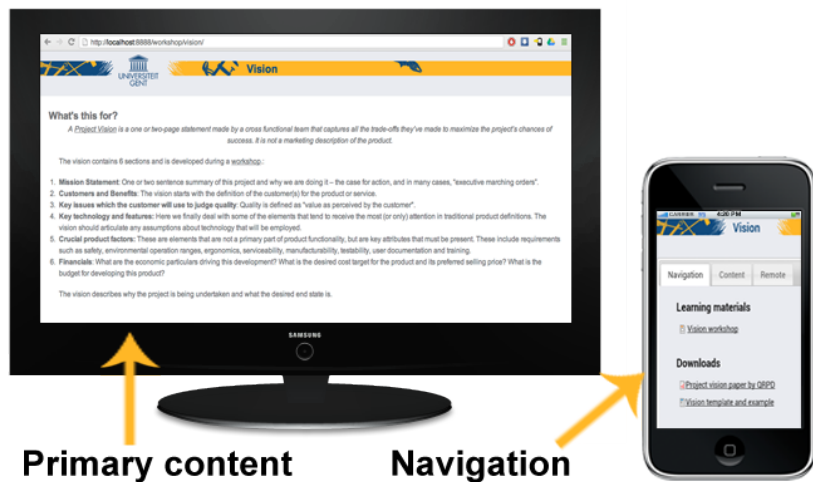 http://localhost:8888/workshop/vision/
UNIVERSITEIT
GENT
Vision
What's this for?
A Project Vision is a one or two-page statement made by a cross functional team that captures all the trade-offs they've made to maximize the project's chances of
success. It is not a marketing description of the product.
The vision contains 6 sections and is developed during a workshop.:
1. Mission Statement: One or two sentence summary of this project and why we are doing it – the case for action, and in many cases, "executive marching orders".
2. Customers and Benefits: The vision starts with the definition of the customer(s) for the product or service.
3. Key issues which the customer will use to judge quality: Quality is defined as "value as perceived by the customer".
4. Key technology and features: Here we finally deal with some of the elements that tend to receive the most (or only) attention in traditional product definitions. The
vision should articulate any assumptions about technology that will be employed.
5. Crucial product factors: These are elements that are not a primary part of product functionality, but are key attributes that must be present. These include requirements
such as safety, environmental operation ranges, ergonomics, serviceability, manufacturability, testability, user documentation and training.
6. Financials: What are the economic particulars driving this development? What is the desired cost target for the product and its preferred selling price? What is the
budget for developing this product?
The vision describes why the project is being undertaken and what the desired end state is.
SAMSUNG
CARRIER 4:20 PM
Vision
Navigation Content Remote
Learning materials
Vision workshop
Downloads
Project vision paper by QRPD
Vision template and example
Primary content
Navigation